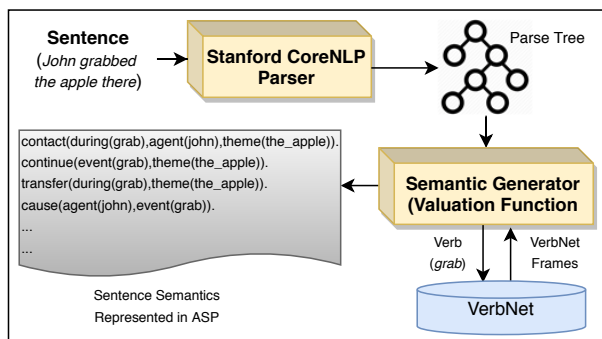 Sentence
(John grabbed
the apple there)
Stanford CoreNLP
Parser
Parse Tree
contact(during(grab),agent(john),theme(the_apple)).
continue(event(grab),theme(the_apple)).
transfer(during(grab),theme(the_apple)).
cause(agent(john),event(grab)).
...
...
Semantic Generator
(Valuation Function
Verb
(grab)
VerbNet
Frames
VerbNet
Sentence Semantics
Represented in ASP